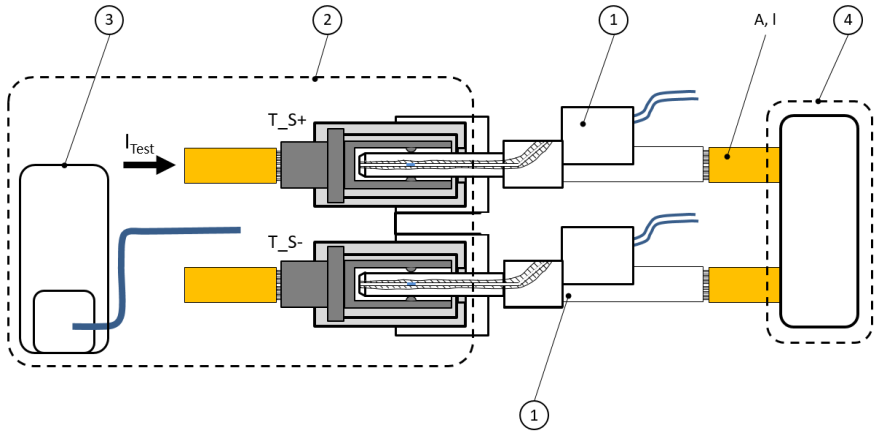 3
2
1
A, I
4
T_S+
I_Test
T_S-
1